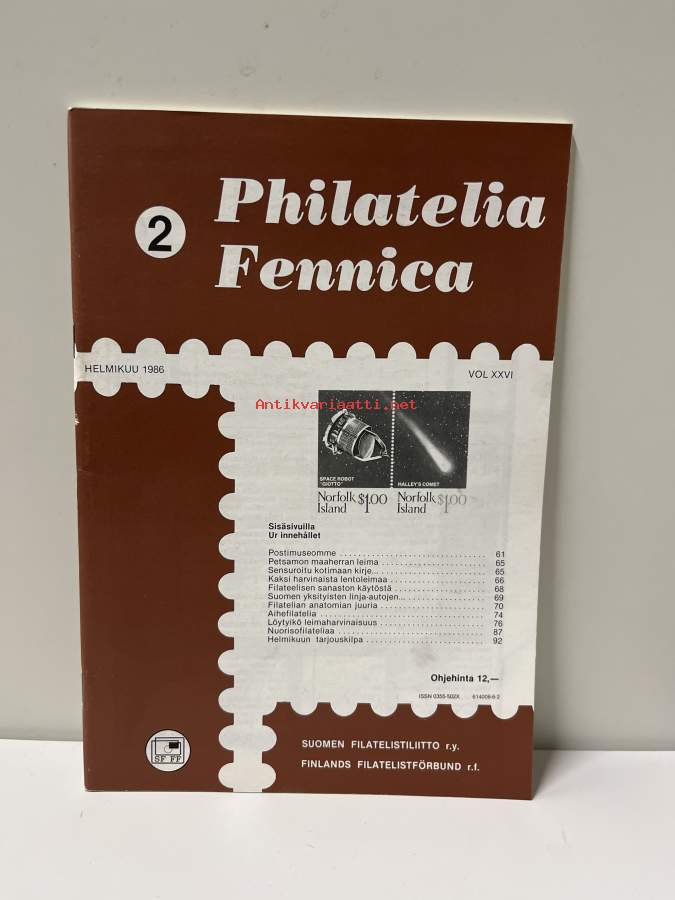 2
Philatelia
Fennica
HELMIKUU 1986
VOL XXVI
Antikvariaatti.net
SPACE ROBOT
"GIOTTO"
HALLEY'S COMET
Norfolk $1.00 Norfolk $1.00
Island Island
Sisäsivuilla
Ur innehållet
Postimuseomme ........ 61
Petsamon maaherran leima ........ 65
Sensuroitu kotimaan kirje... ........ 65
Kaksi harvinaista lentoleimaa ........ 66
Filateelisen sanaston käytöstä ........ 68
Suomen yksityisten linja-autojen... ........ 69
Filatelian anatomian juuria ........ 70
Aihefilatelia ........ 74
Löytyikö leimaharvinaisuus ........ 76
Nuorisofilateliaa ........ 87
Helmikuun tarjouskilpa ........ 92
Ohjehinta 12,—
ISSN 0355-502X 614009-6-2
SUOMEN FILATELISTILIITTO r.y.
FINLANDS FILATELISTFÖRBUND r.f.
SF FF